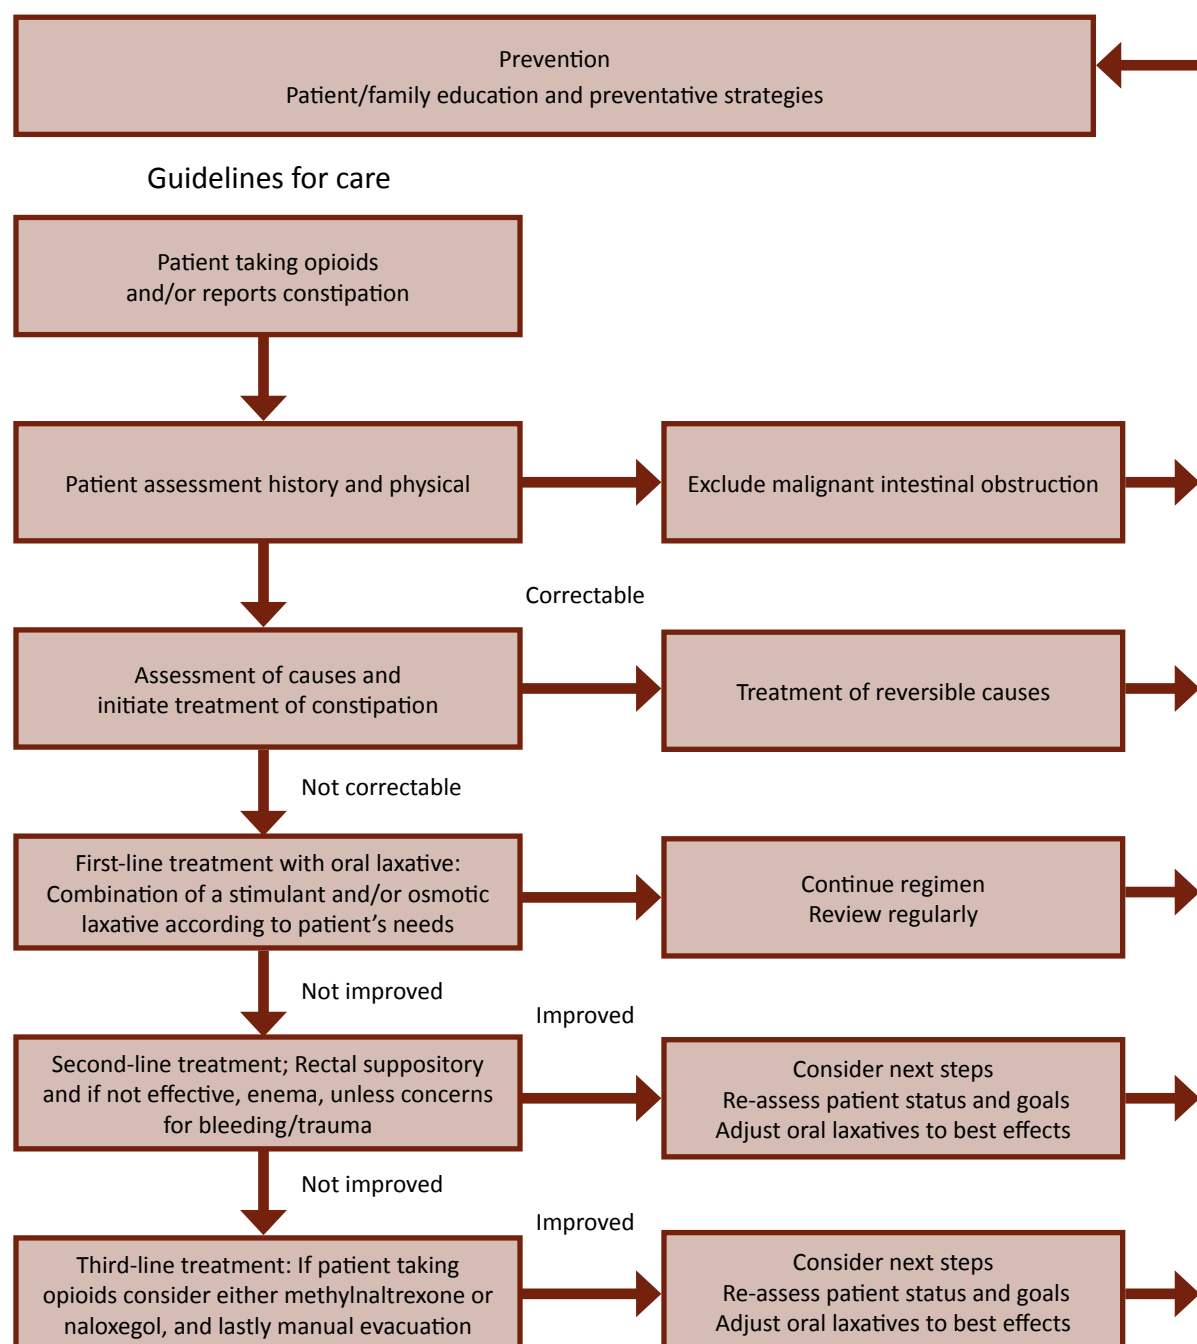 Prevention
Patient/family education and preventative strategies
Guidelines for care
Patient taking opioids
and/or reports constipation
Patient assessment history and physical
Exclude malignant intestinal obstruction
Correctable
Assessment of causes and
initiate treatment of constipation
Treatment of reversible causes
Not correctable
First-line treatment with oral laxative:
Combination of a stimulant and/or osmotic
laxative according to patient's needs
Continue regimen
Review regularly
Not improved
Improved
Second-line treatment; Rectal suppository
and if not effective, enema, unless concerns
for bleeding/trauma
Consider next steps
Re-assess patient status and goals
Adjust oral laxatives to best effects
Not improved
Improved
Third-line treatment: If patient taking
opioids consider either methylnaltrexone or
naloxegol, and lastly manual evacuation
Consider next steps
Re-assess patient status and goals
Adjust oral laxatives to best effects